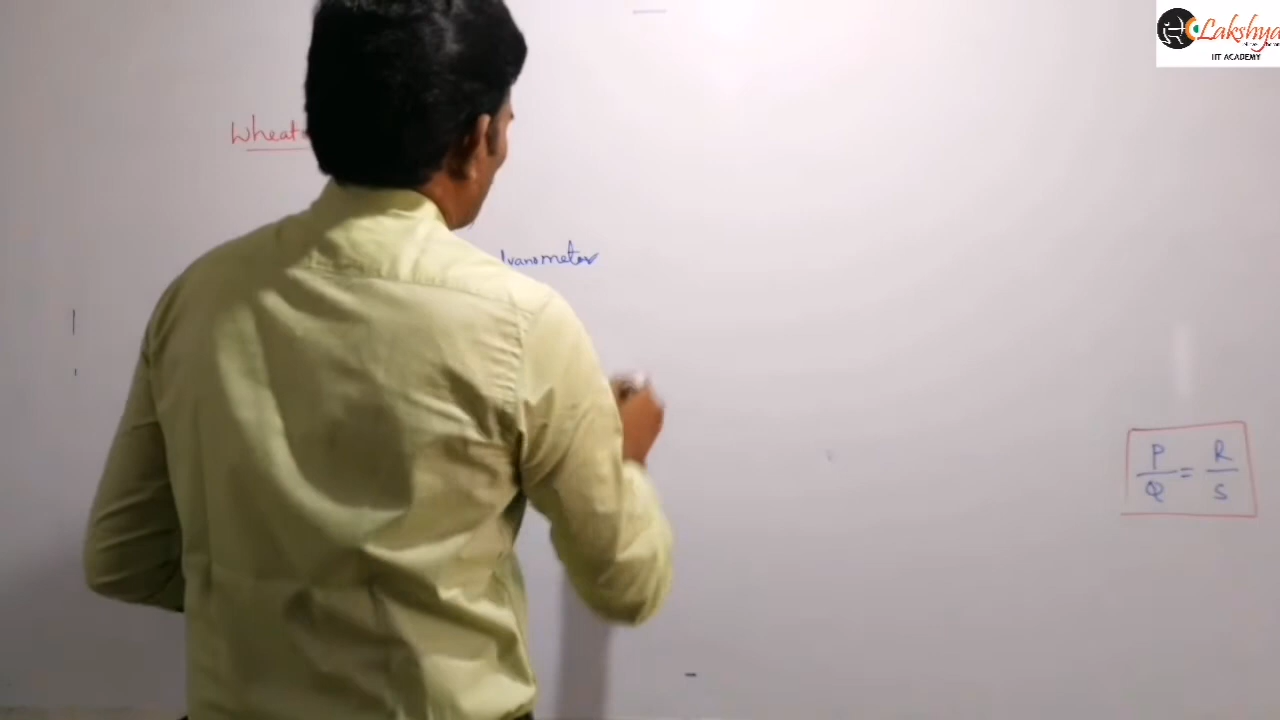 Lakshya
IIT ACADEMY
Wheat
lvanometer
P/Q = R/S